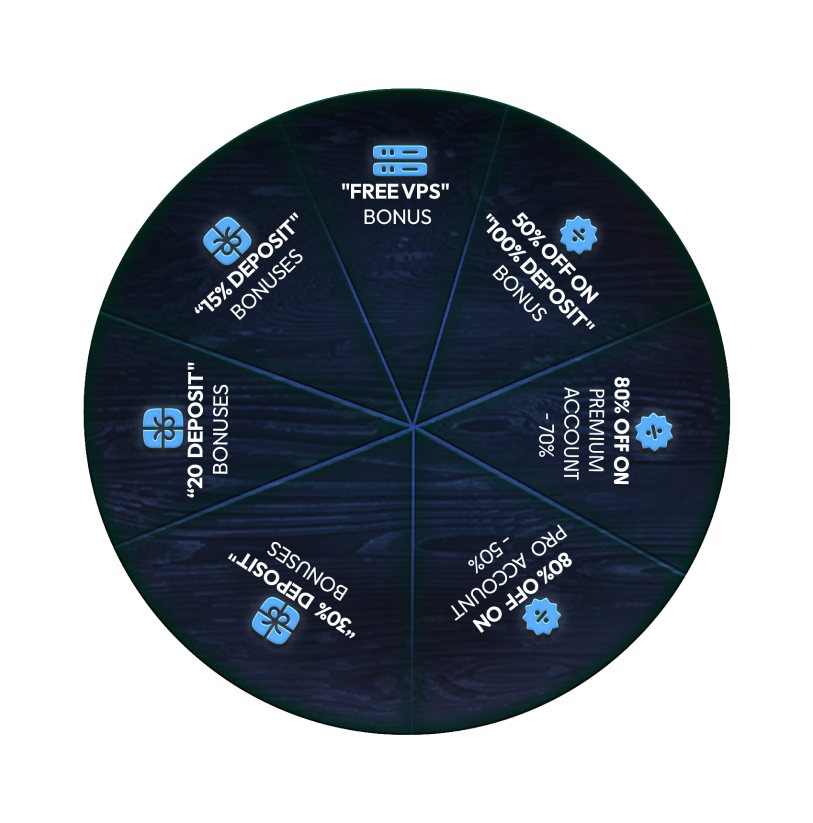 "FREE VPS"
BONUS
50% OFF ON
"100% DEPOSIT"
BONUS
80% OFF ON
PREMIUM
ACCOUNT
- 70%
80% OFF ON
PRO ACCOUNT
-50%
“30% DEPOSIT"
BONUSES
“20 DEPOSIT"
BONUSES
“15% DEPOSIT"
BONUSES